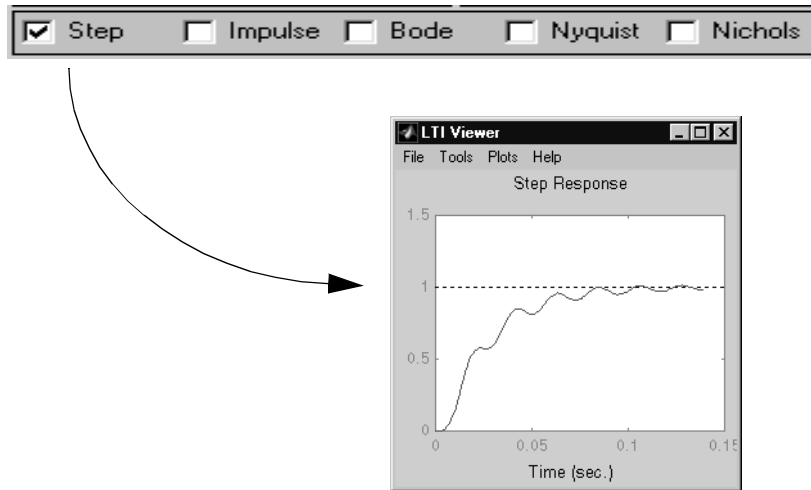 Step Impulse Bode Nyquist Nichols
LTI Viewer
File Tools Plots Help
Step Response
1.5
1
0.5
0
0 0.05 0.1 0.15
Time (sec.)